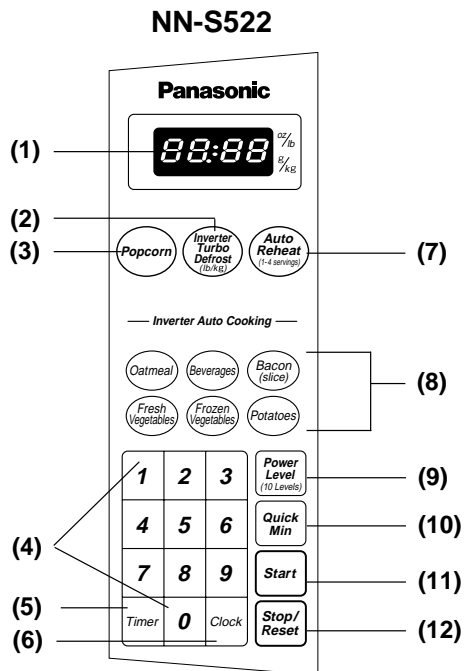 NN-S522
Panasonic
(1)
88:88
oz/lb
g/kg
(2)
(3)
Popcorn
Inverter
Turbo
Defrost
(lb/kg)
Auto
Reheat
(1-4 servings)
(7)
Inverter Auto Cooking
Oatmeal
Beverages
Bacon
(slice)
Fresh
Vegetables
Frozen
Vegetables
Potatoes
(8)
1 2 3
Power
Level
(10 Levels)
(9)
4 5 6
Quick
Min
(10)
(4)
7 8 9
Start
(11)
(5)
(6)
Timer 0 Clock
Stop/
Reset
(12)